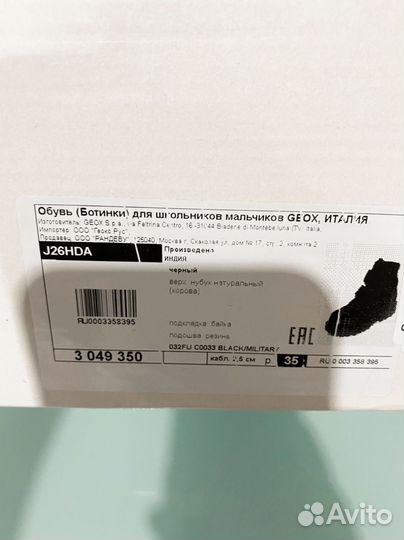 Обувь (Ботинки) для школьников мальчиков GEOX, ИТАЛИЯ
Изготовитель: GEOX S.p.a., via Feltrina Centro, 16 -31044 Biadene di Montebelluna (TV), Italia,
Импортер: ООО "Геокс Рус",
Продавец: ООО "РАНДЕВУ", 125040, Москва г, Скаковая ул, дом № 17, стр. 2, комната 2
J26HDA
Произведено
ИНДИЯ
черный
верх: нубук натуральный
(корова)
RU0003358395
подкладка: байка
подошва: резина
EAC
032FU C0033 BLACK/MILITAR /
3 049 350
кабл. 2,5 см
р.
35
RU 0 003 358 395
Avito